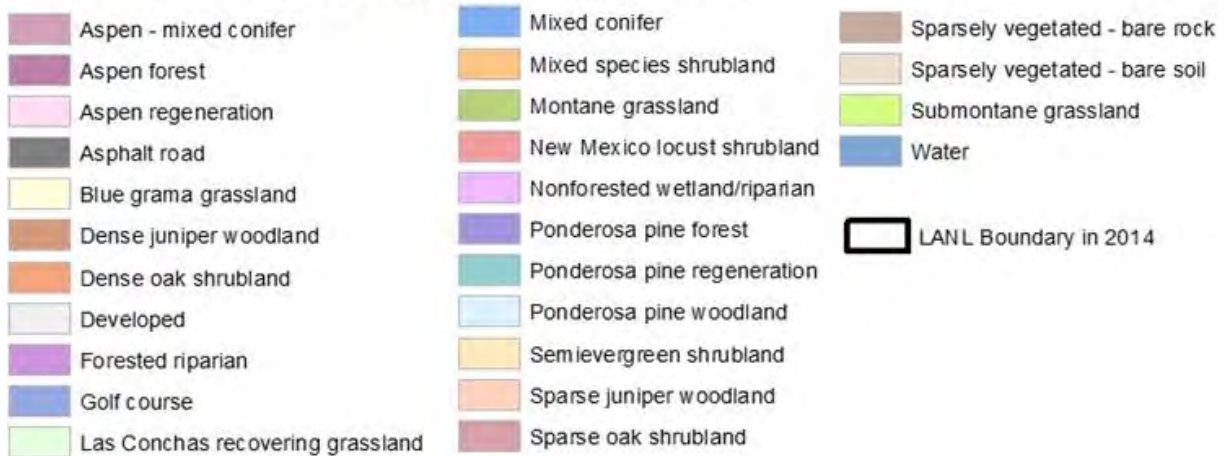 Aspen - mixed conifer
Aspen forest
Aspen regeneration
Asphalt road
Blue grama grassland
Dense juniper woodland
Dense oak shrubland
Developed
Forested riparian
Golf course
Las Conchas recovering grassland
Mixed conifer
Mixed species shrubland
Montane grassland
New Mexico locust shrubland
Nonforested wetland/riparian
Ponderosa pine forest
Ponderosa pine regeneration
Ponderosa pine woodland
Semievergreen shrubland
Sparse juniper woodland
Sparse oak shrubland
Sparsely vegetated - bare rock
Sparsely vegetated - bare soil
Submontane grassland
Water
LANL Boundary in 2014